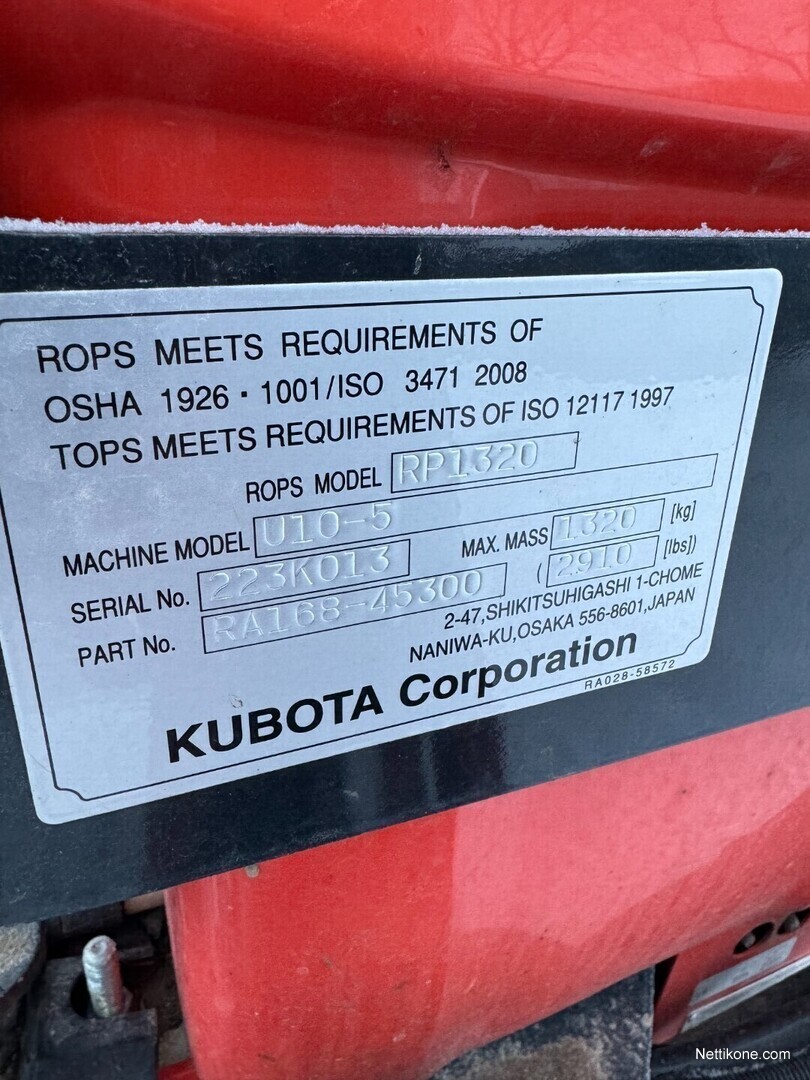 ROPS MEETS REQUIREMENTS OF
OSHA 1926・1001/ISO 3471 2008
TOPS MEETS REQUIREMENTS OF ISO 12117 1997
ROPS MODEL RP1320
MACHINE MODEL U10-5
SERIAL No. 223K013
MAX. MASS 1320 [kg]
( 2910 [lbs])
PART No. RA168-45300
2-47,SHIKITSUHIGASHI 1-CHOME
NANIWA-KU,OSAKA 556-8601,JAPAN
KUBOTA Corporation
RA028-58572
Nettikone.com